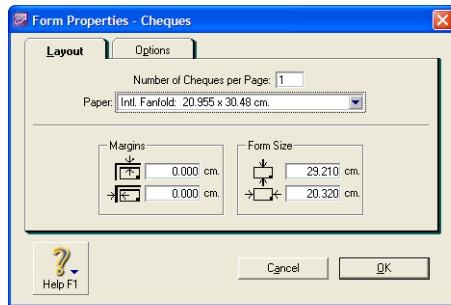 Form Properties - Cheques
Layout Options
Number of Cheques per Page: 1
Paper: Intl. Fanfold: 20.955 x 30.48 cm.
Margins Form Size
0.000 cm. 29.210 cm.
0.000 cm. 20.320 cm.
Help F1 Cancel OK